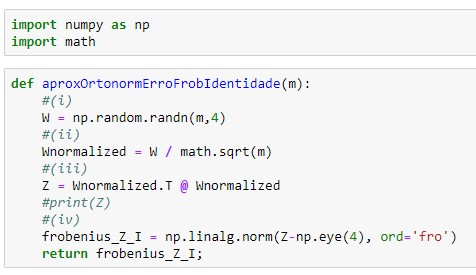 import numpy as np
import math
def aproxOrtonormErroFrobIdentidade(m):
    #(i)
    W = np.random.randn(m,4)
    #(ii)
    Wnormalized = W / math.sqrt(m)
    #(iii)
    Z = Wnormalized.T @ Wnormalized
    #print(Z)
    #(iv)
    frobenius_Z_I = np.linalg.norm(Z-np.eye(4), ord='fro')
    return frobenius_Z_I;